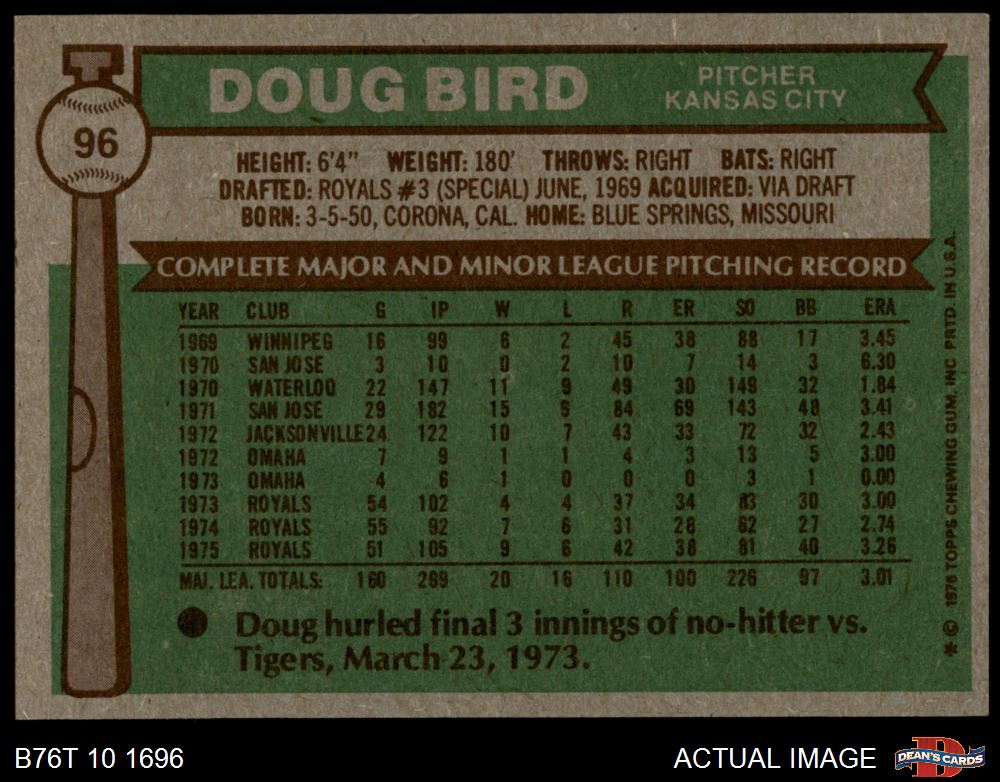 DOUG BIRD
PITCHER
KANSAS CITY
96
HEIGHT: 6'4" WEIGHT: 180' THROWS: RIGHT BATS: RIGHT
DRAFTED: ROYALS #3 (SPECIAL) JUNE, 1969 ACQUIRED: VIA DRAFT
BORN: 3-5-50, CORONA, CAL. HOME: BLUE SPRINGS, MISSOURI
COMPLETE MAJOR AND MINOR LEAGUE PITCHING RECORD
YEAR CLUB G IP W L R ER SO BB ERA
1969 WINNIPEG 16 99 6 2 45 38 88 17 3.45
1970 SAN JOSE 3 10 0 2 10 7 14 3 6.30
1970 WATERLOO 22 147 11 9 49 30 149 32 1.84
1971 SAN JOSE 29 182 15 9 84 69 143 48 3.41
1972 JACKSONVILLE 24 122 10 7 43 33 72 32 2.43
1972 OMAHA 7 9 1 1 4 3 13 5 3.00
1973 OMAHA 4 6 1 0 0 0 3 1 0.00
1973 ROYALS 54 102 4 4 37 34 83 30 3.00
1974 ROYALS 55 92 7 6 31 28 62 27 2.74
1975 ROYALS 51 105 9 6 42 38 81 40 3.26
MAJ. LEA. TOTALS: 160 299 20 16 110 100 226 97 3.01
● Doug hurled final 3 innings of no-hitter vs.
Tigers, March 23, 1973.
* © 1976 TOPPS CHEWING GUM, INC PRTD. IN U.S.A.
B76T 10 1696
ACTUAL IMAGE
D
DEAN'S CARDS